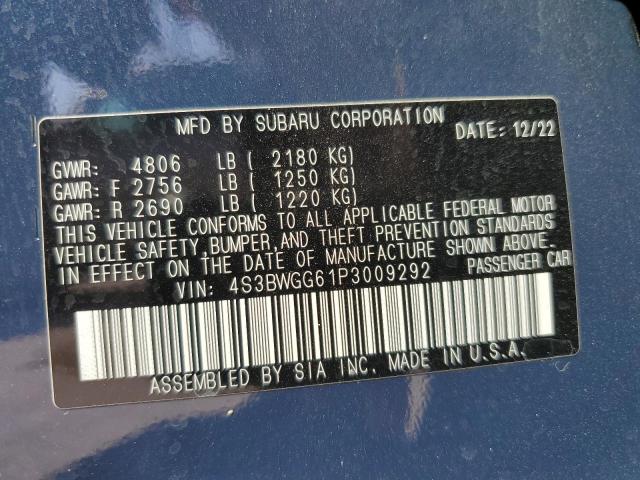 MFD BY SUBARU CORPORATION DATE: 12/22
GVWR: 4806 LB ( 2180 KG)
GAWR: F 2756 LB ( 1250 KG)
GAWR: R 2690 LB ( 1220 KG)
THIS VEHICLE CONFORMS TO ALL APPLICABLE FEDERAL MOTOR
VEHICLE SAFETY, BUMPER, AND THEFT PREVENTION STANDARDS
IN EFFECT ON THE DATE OF MANUFACTURE SHOWN ABOVE.
VIN: 4S3BWGG61P3009292 PASSENGER CAR
ASSEMBLED BY SIA INC. MADE IN U.S.A.